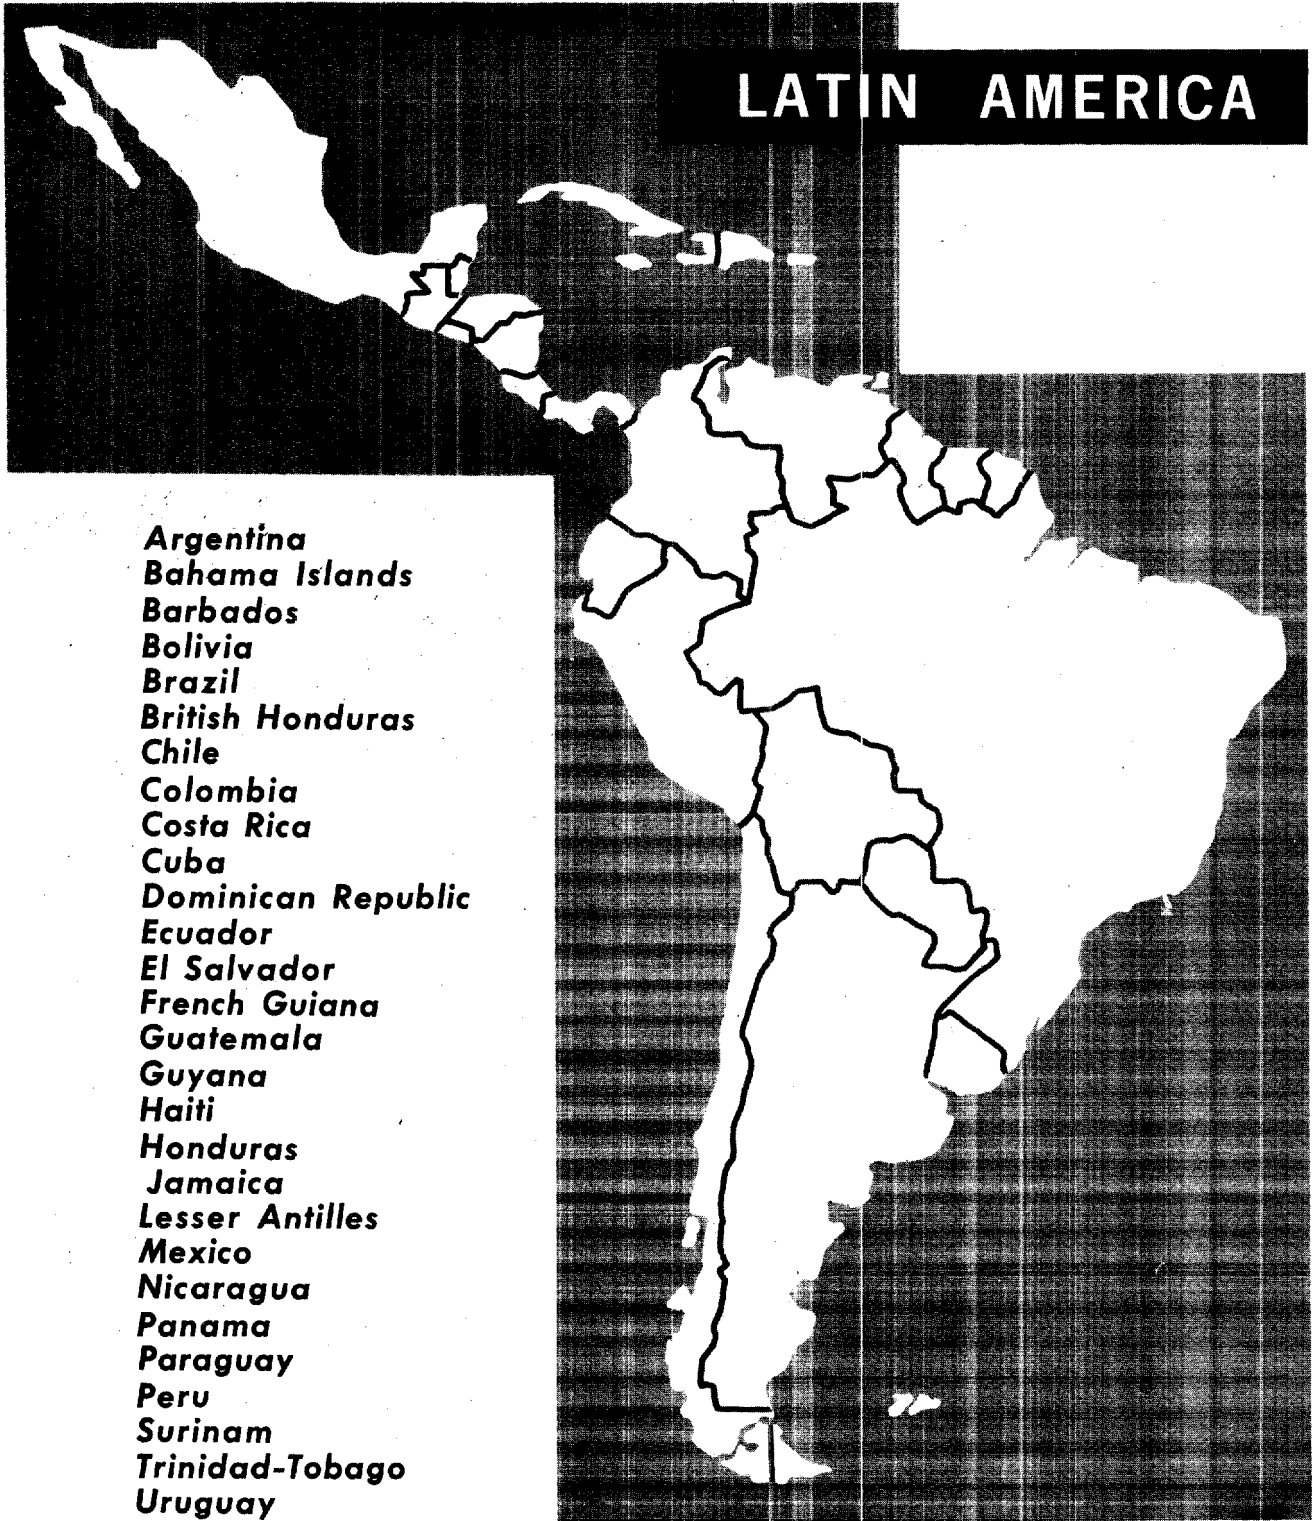 LATIN AMERICA
Argentina
Bahama Islands
Barbados
Bolivia
Brazil
British Honduras
Chile
Colombia
Costa Rica
Cuba
Dominican Republic
Ecuador
El Salvador
French Guiana
Guatemala
Guyana
Haiti
Honduras
Jamaica
Lesser Antilles
Mexico
Nicaragua
Panama
Paraguay
Peru
Surinam
Trinidad-Tobago
Uruguay